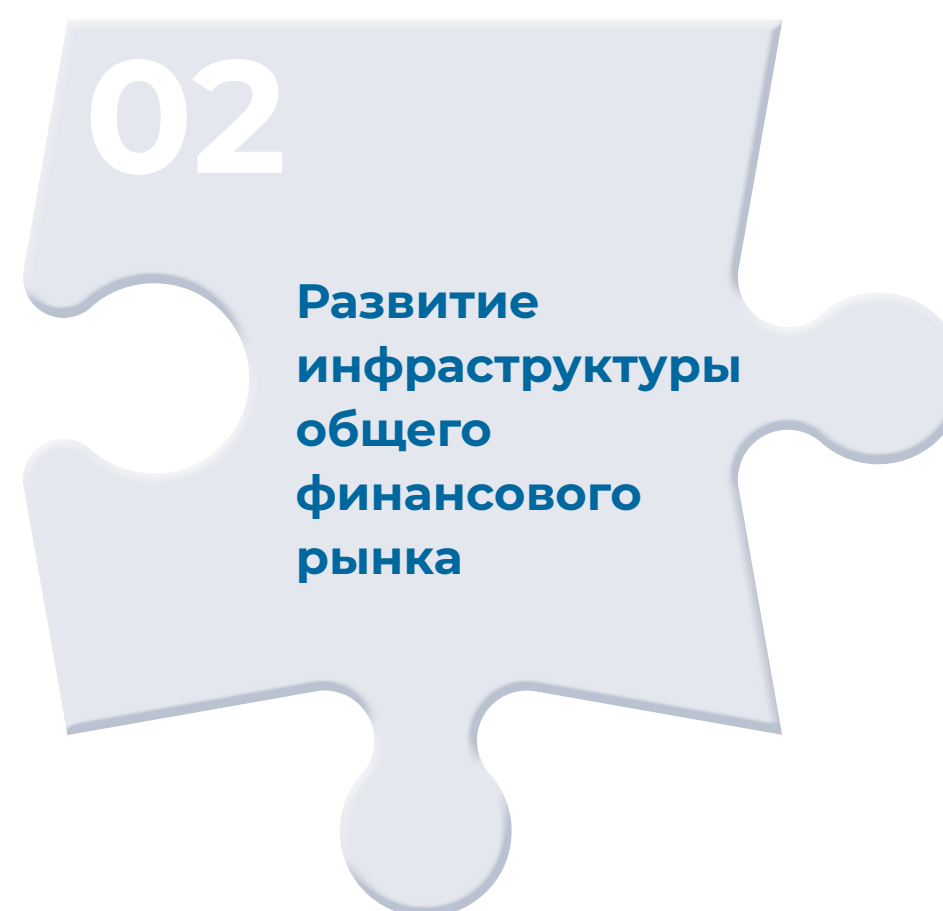 02
Развитие
инфраструктуры
общего
финансового
рынка